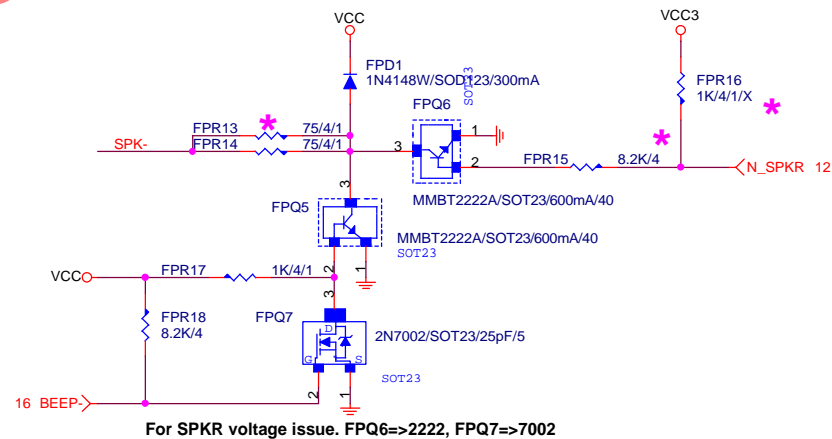 VCC
VCC3
FPD1
1N4148W/SOD123/300mA
SOT23
FPR16
1K/4/1/X
*
FPQ6
FPR13
*
75/4/1
SPK-
FPR14
75/4/1
3
1
2
FPR15
8.2K/4
*
N_SPKR 12
MMBT2222A/SOT23/600mA/40
3
FPQ5
MMBT2222A/SOT23/600mA/40
SOT23
2
1
VCC
FPR17
1K/4/1
3
FPR18
8.2K/4
FPQ7
D
G
S
2N7002/SOT23/25pF/5
SOT23
2
1
16 BEEP-
For SPKR voltage issue. FPQ6=>2222, FPQ7=>7002